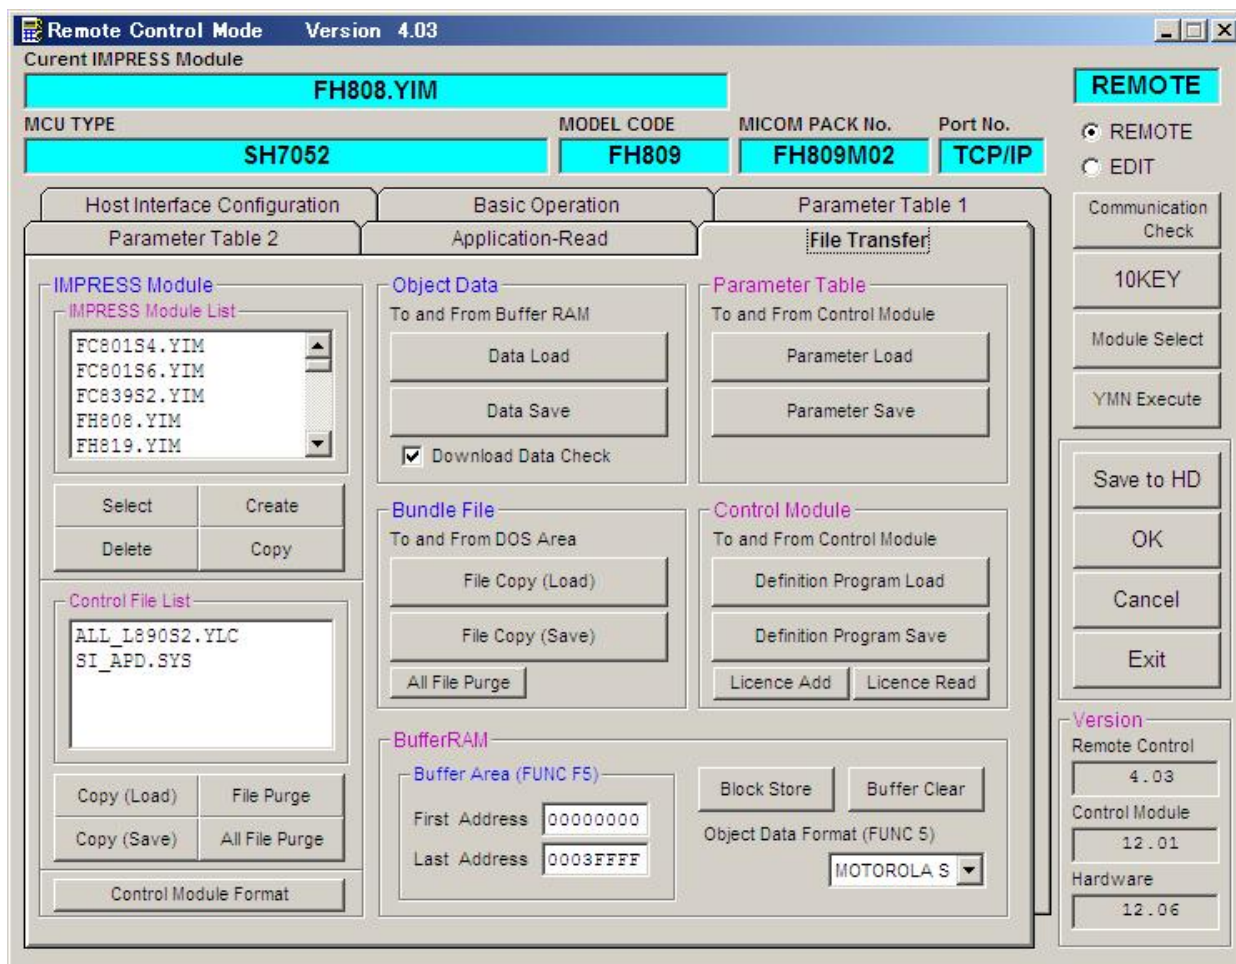 Remote Control Mode Version 4.03
Curent IMPRESS Module
FH808.YIM
REMOTE
MCU TYPE MODEL CODE MICOM PACK No. Port No.
SH7052 FH809 FH809M02 TCP/IP
REMOTE
EDIT
Host Interface Configuration Basic Operation Parameter Table 1
Parameter Table 2 Application-Read File Transfer
IMPRESS Module
IMPRESS Module List
FC801S4.YIM
FC801S6.YIM
FC839S2.YIM
FH808.YIM
FH819.YIM
Select Create
Delete Copy
Control File List
ALL_L890S2.YLC
SI_APD.SYS
Copy (Load) File Purge
Copy (Save) All File Purge
Control Module Format
Object Data
To and From Buffer RAM
Data Load
Data Save
Download Data Check
Parameter Table
To and From Control Module
Parameter Load
Parameter Save
Bundle File
To and From DOS Area
File Copy (Load)
File Copy (Save)
All File Purge
Control Module
To and From Control Module
Definition Program Load
Definition Program Save
Licence Add Licence Read
BufferRAM
Buffer Area (FUNC F5)
First Address 00000000
Last Address 0003FFFF
Block Store Buffer Clear
Object Data Format (FUNC 5)
MOTOROLA S
Communication
Check
10KEY
Module Select
YMN Execute
Save to HD
OK
Cancel
Exit
Version
Remote Control
4.03
Control Module
12.01
Hardware
12.06